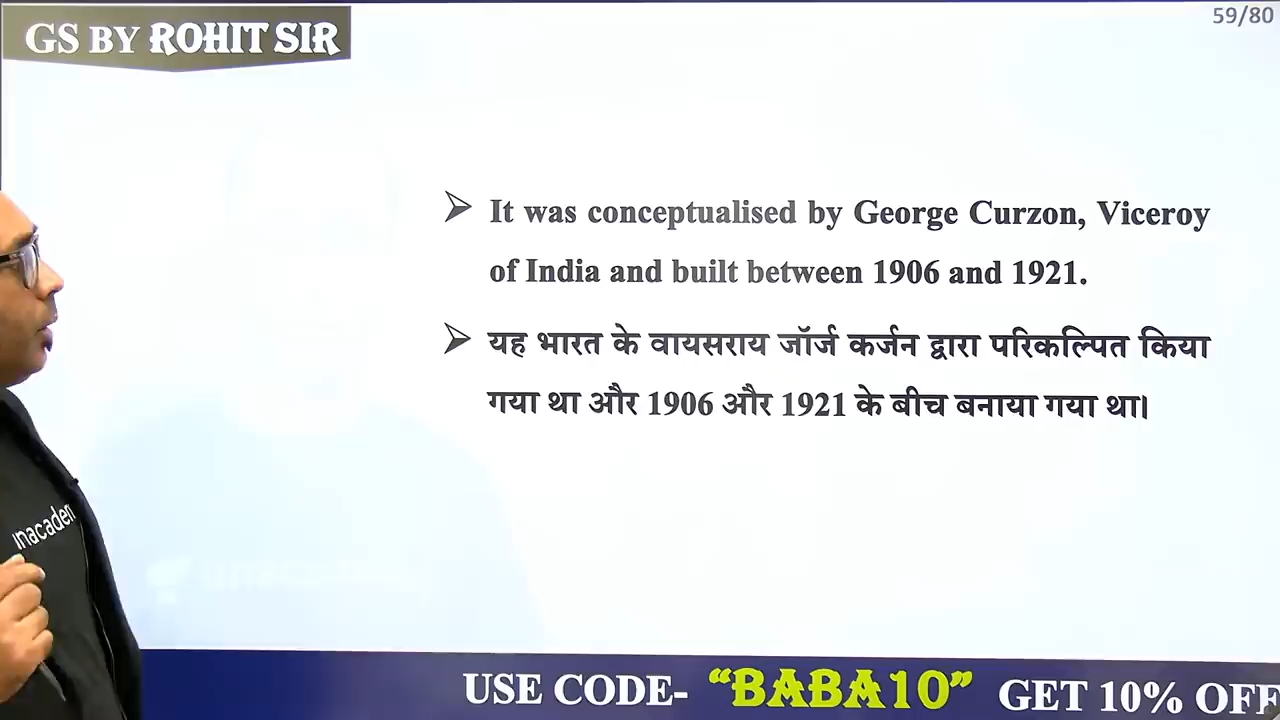 GS BY ROHIT SIR
59/80
It was conceptualised by George Curzon, Viceroy
of India and built between 1906 and 1921.
यह भारत के वायसराय जॉर्ज कर्जन द्वारा परिकल्पित किया
गया था और 1906 और 1921 के बीच बनाया गया था।
unacadem
USE CODE- “BABA10” GET 10% OFF